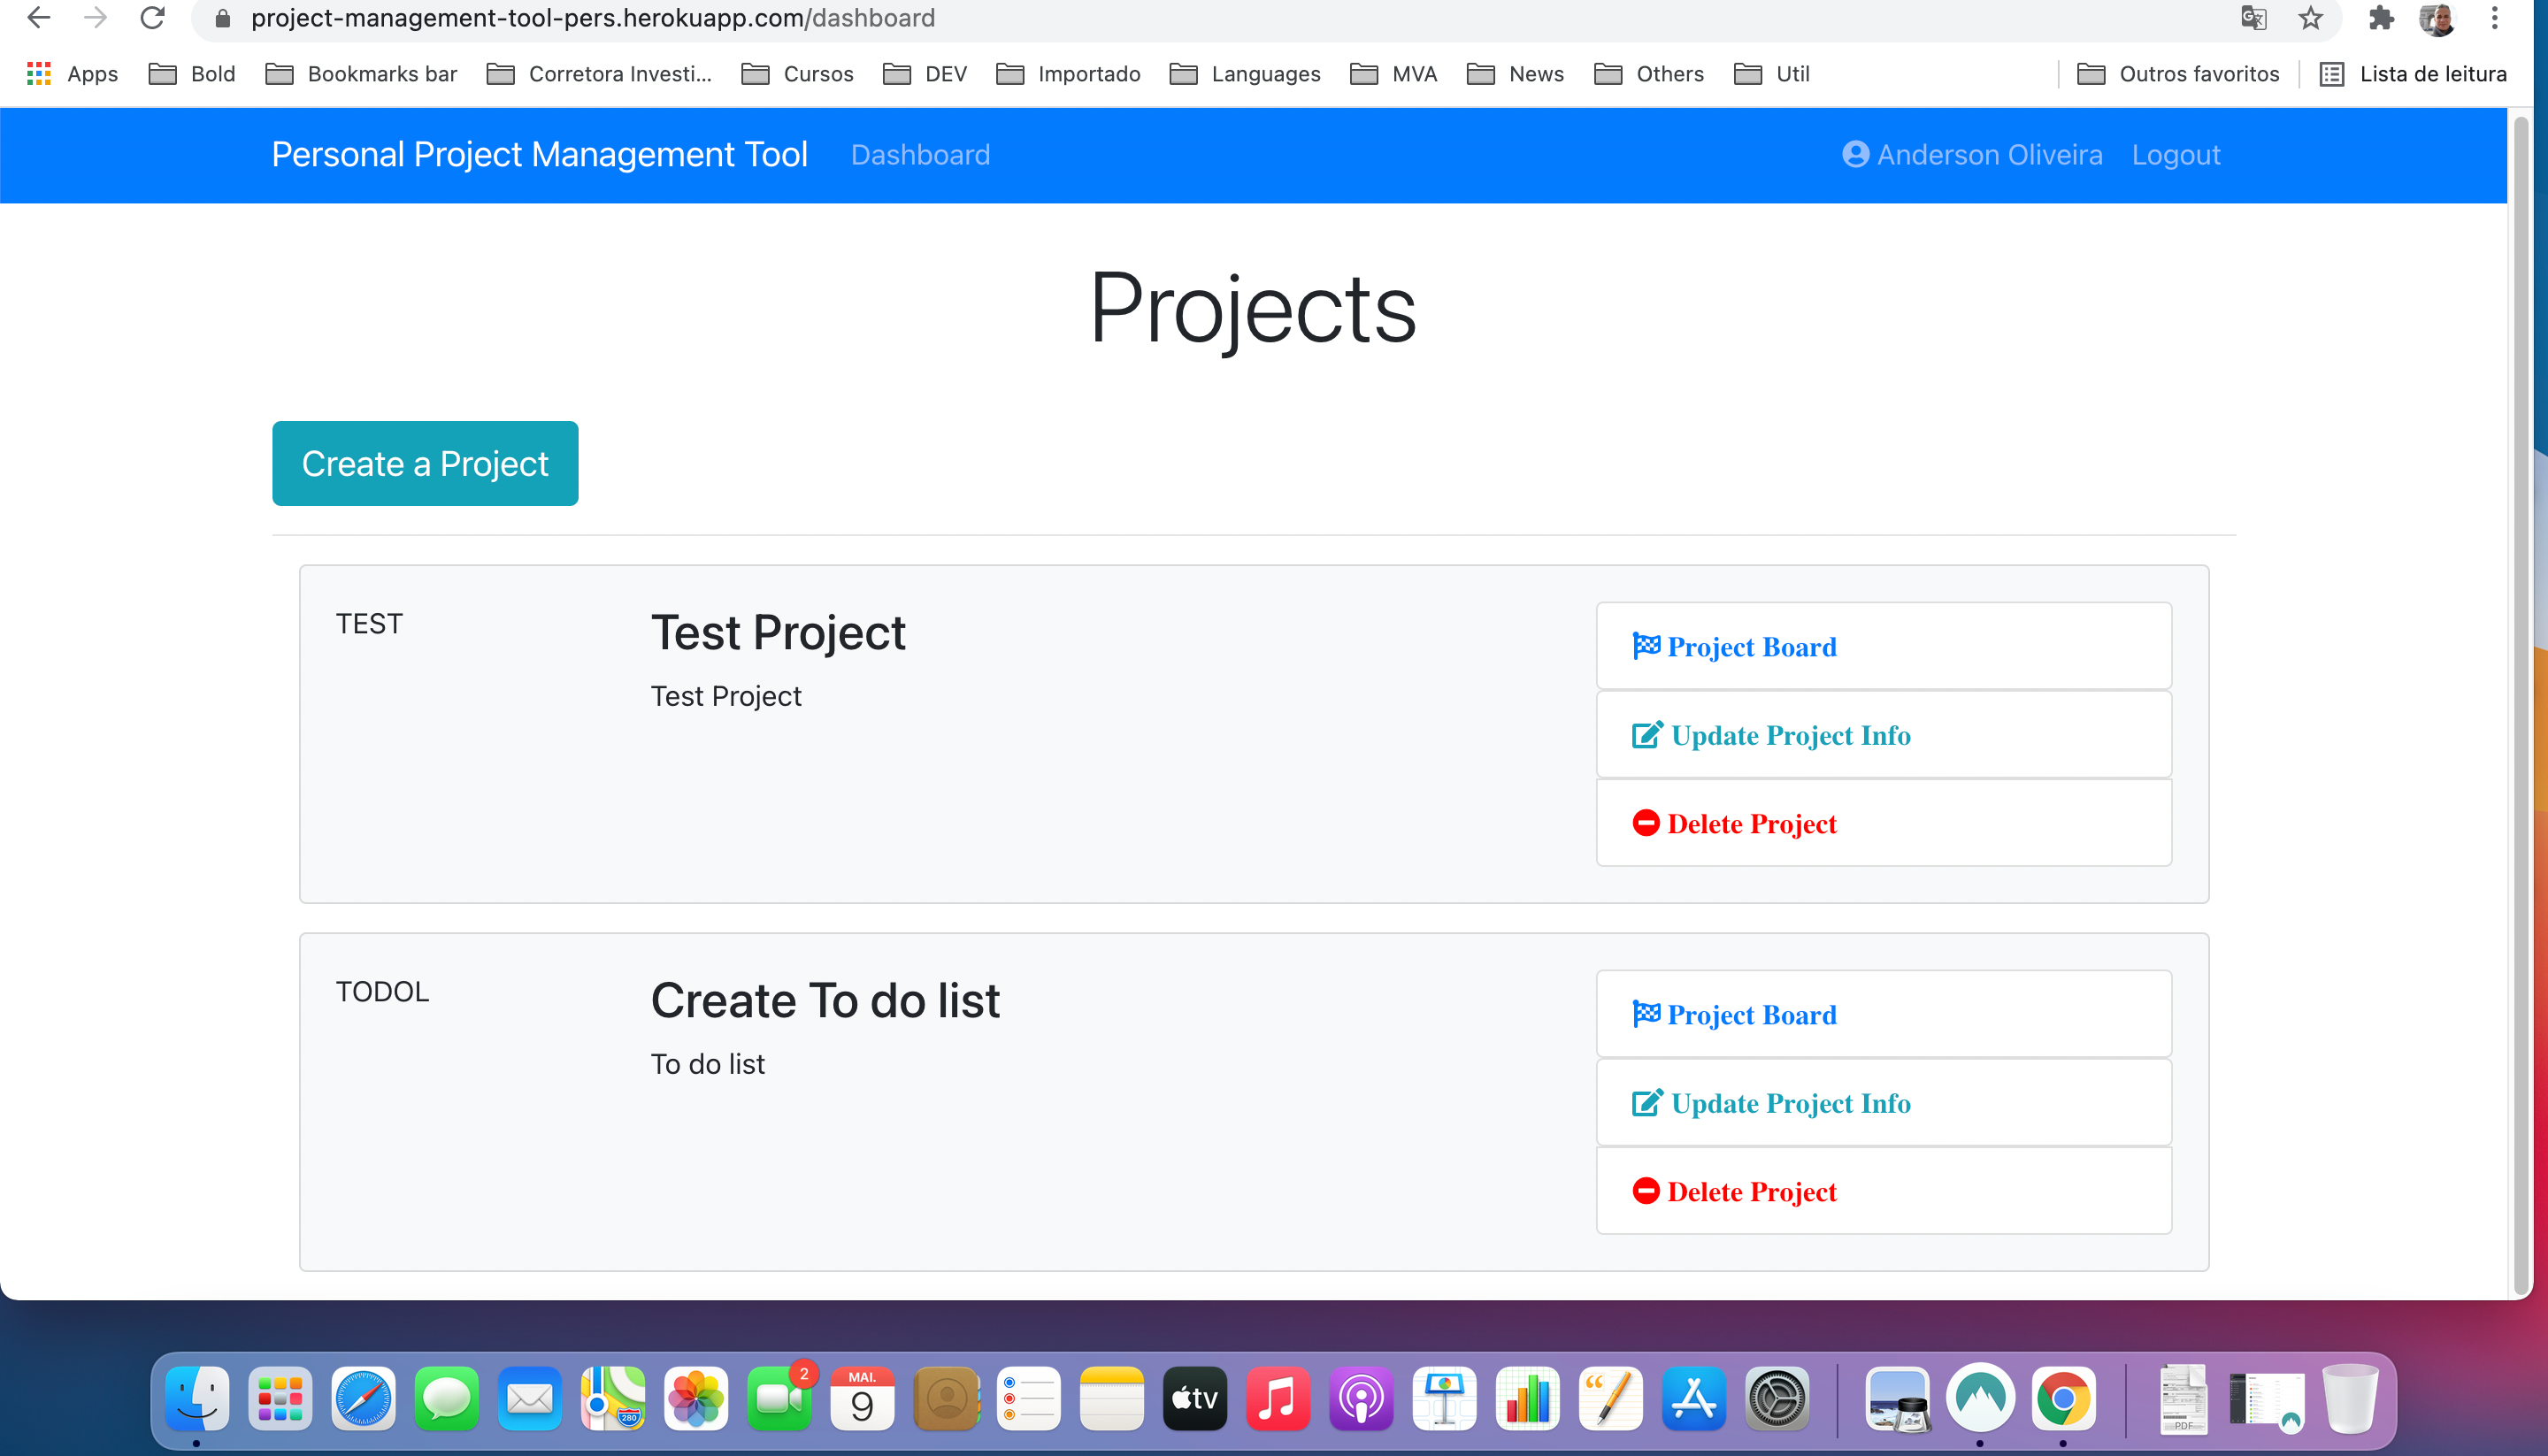 project-management-tool-pers.herokuapp.com/dashboard
Apps Bold Bookmarks bar Corretora Investi... Cursos DEV Importado Languages MVA News Others Util Outros favoritos Lista de leitura
Personal Project Management Tool Dashboard Anderson Oliveira Logout
Projects
Create a Project
TEST
Test Project
Test Project
Project Board
Update Project Info
Delete Project
TODOL
Create To do list
To do list
Project Board
Update Project Info
Delete Project
2
MAI.
9
280
tv
PDF